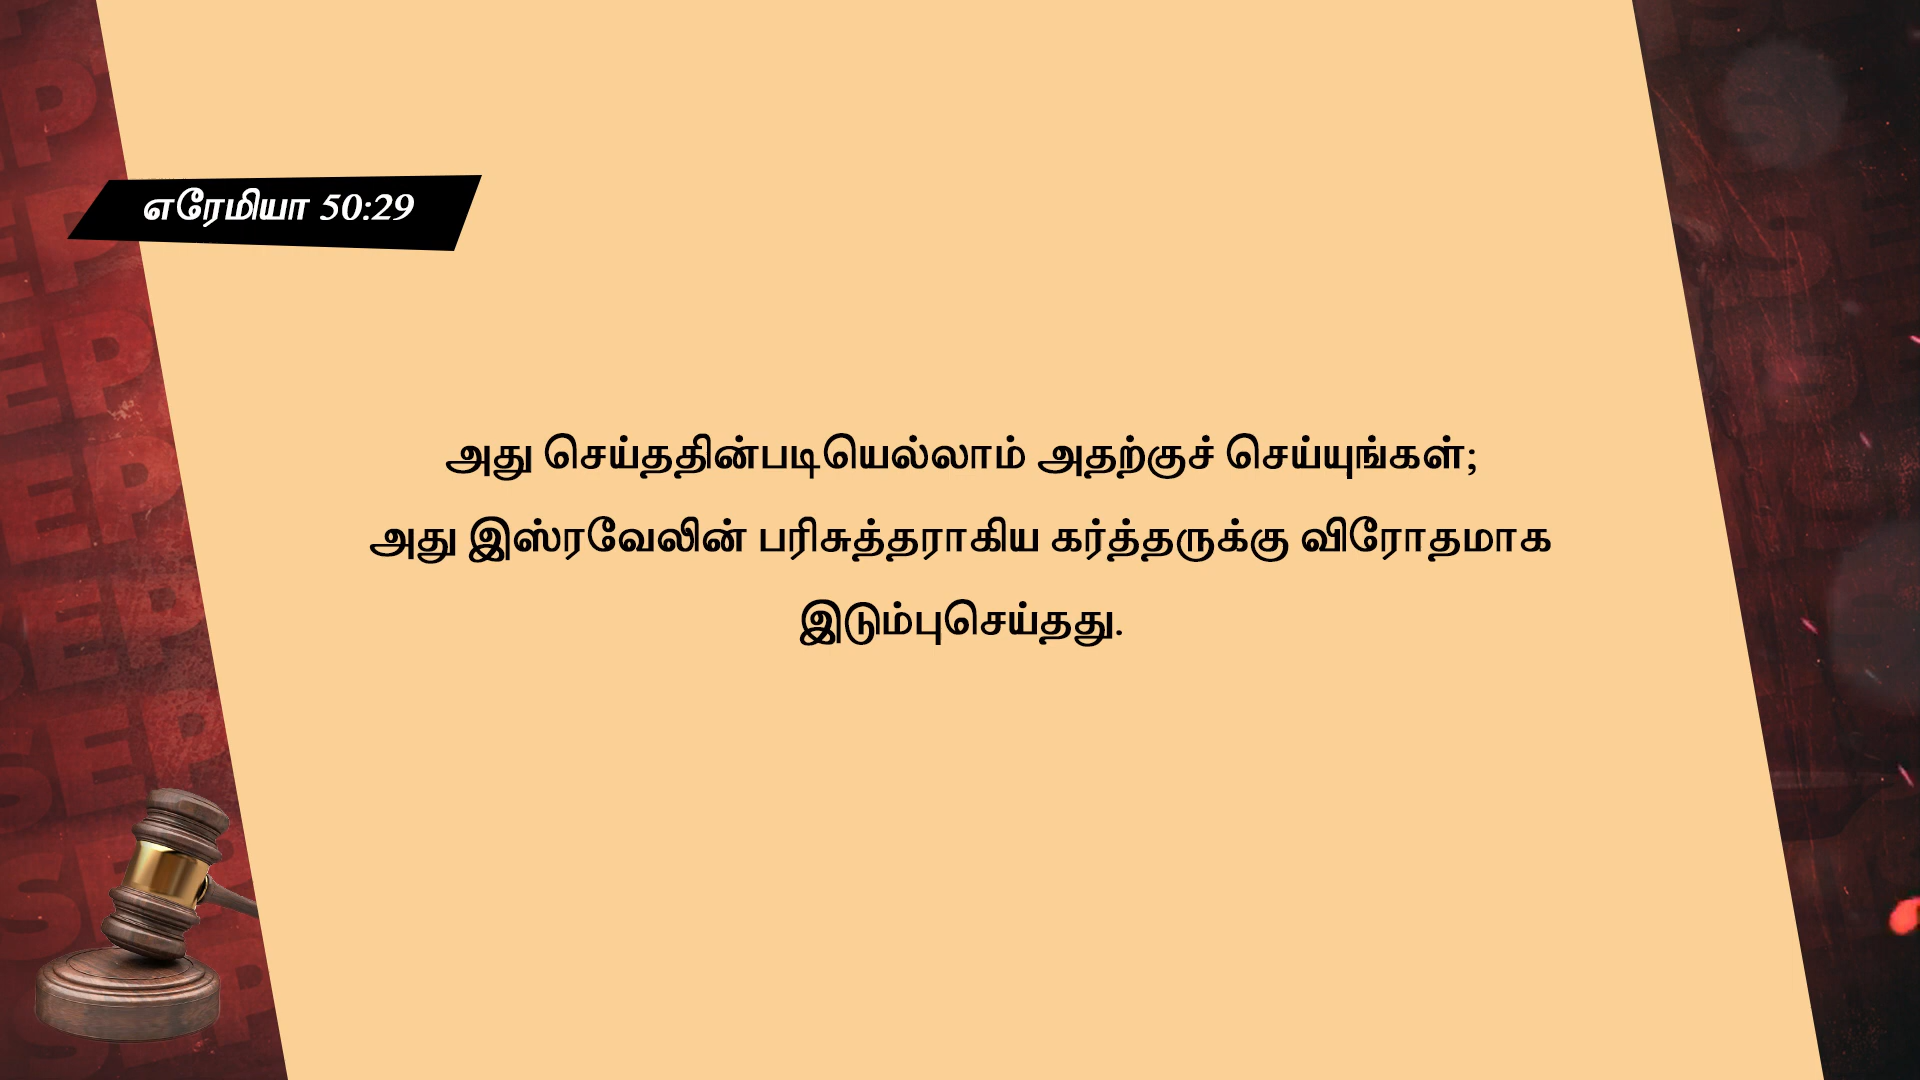 எரேமியா 50:29
அது செய்ததின்படியெல்லாம் அதற்குச் செய்யுங்கள்;
அது இஸ்ரவேலின் பரிசுத்தராகிய கர்த்தருக்கு விரோதமாக
இடும்புசெய்தது.